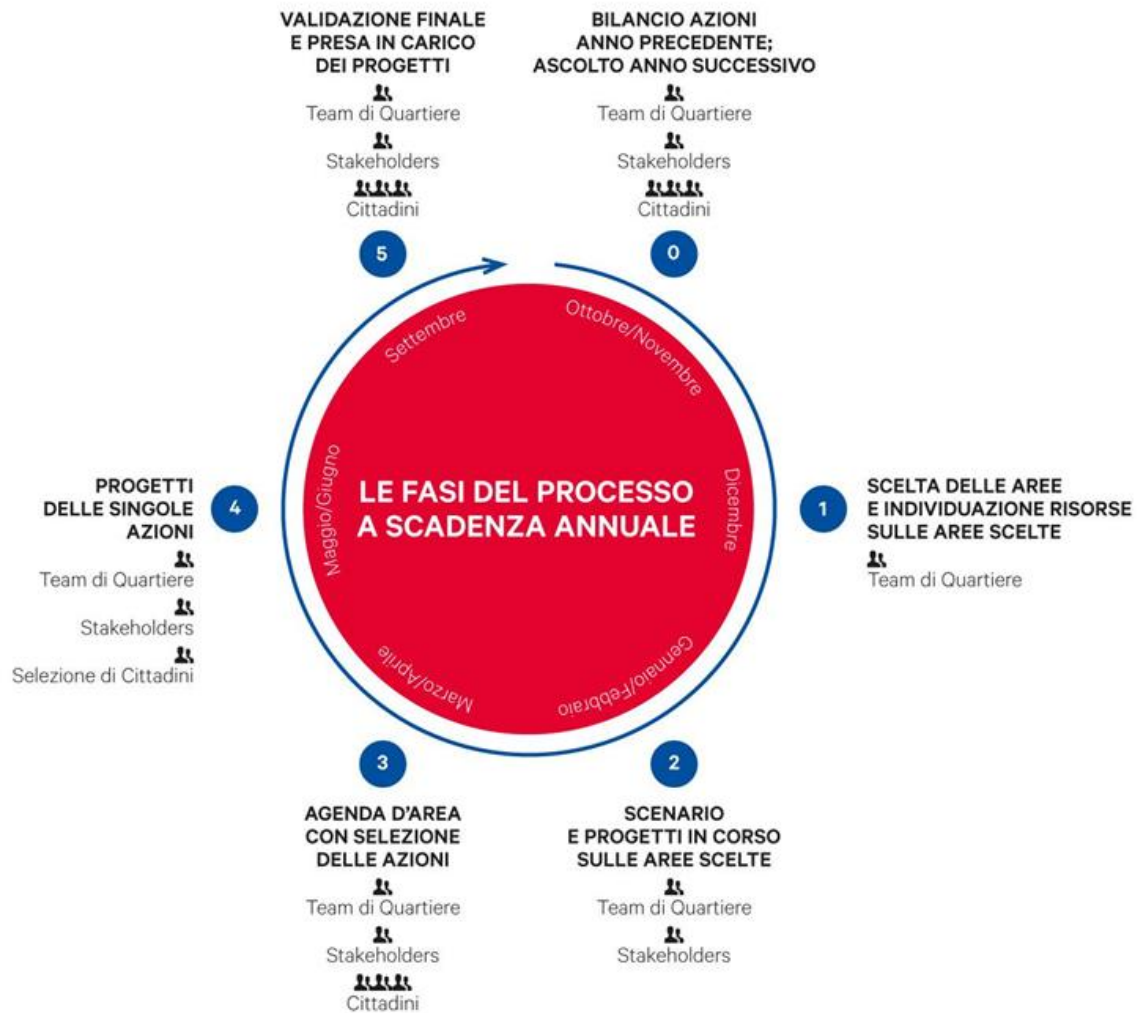 VALIDAZIONE FINALE
E PRESA IN CARICO
DEI PROGETTI
Team di Quartiere
Stakeholders
Cittadini
5
BILANCIO AZIONI
ANNO PRECEDENTE;
ASCOLTO ANNO SUCCESSIVO
Team di Quartiere
Stakeholders
Cittadini
0
Settembre
Ottobre/Novembre
PROGETTI
DELLE SINGOLE
AZIONI
Team di Quartiere
Stakeholders
Selezione di Cittadini
4
Maggio/Giugno
LE FASI DEL PROCESSO
A SCADENZA ANNUALE
Dicembre
1
SCELTA DELLE AREE
E INDIVIDUAZIONE RISORSE
SULLE AREE SCELTE
Team di Quartiere
Marzo/Aprile
Gennaio/Febbraio
3
AGENDA D'AREA
CON SELEZIONE
DELLE AZIONI
Team di Quartiere
Stakeholders
Cittadini
2
SCENARIO
E PROGETTI IN CORSO
SULLE AREE SCELTE
Team di Quartiere
Stakeholders